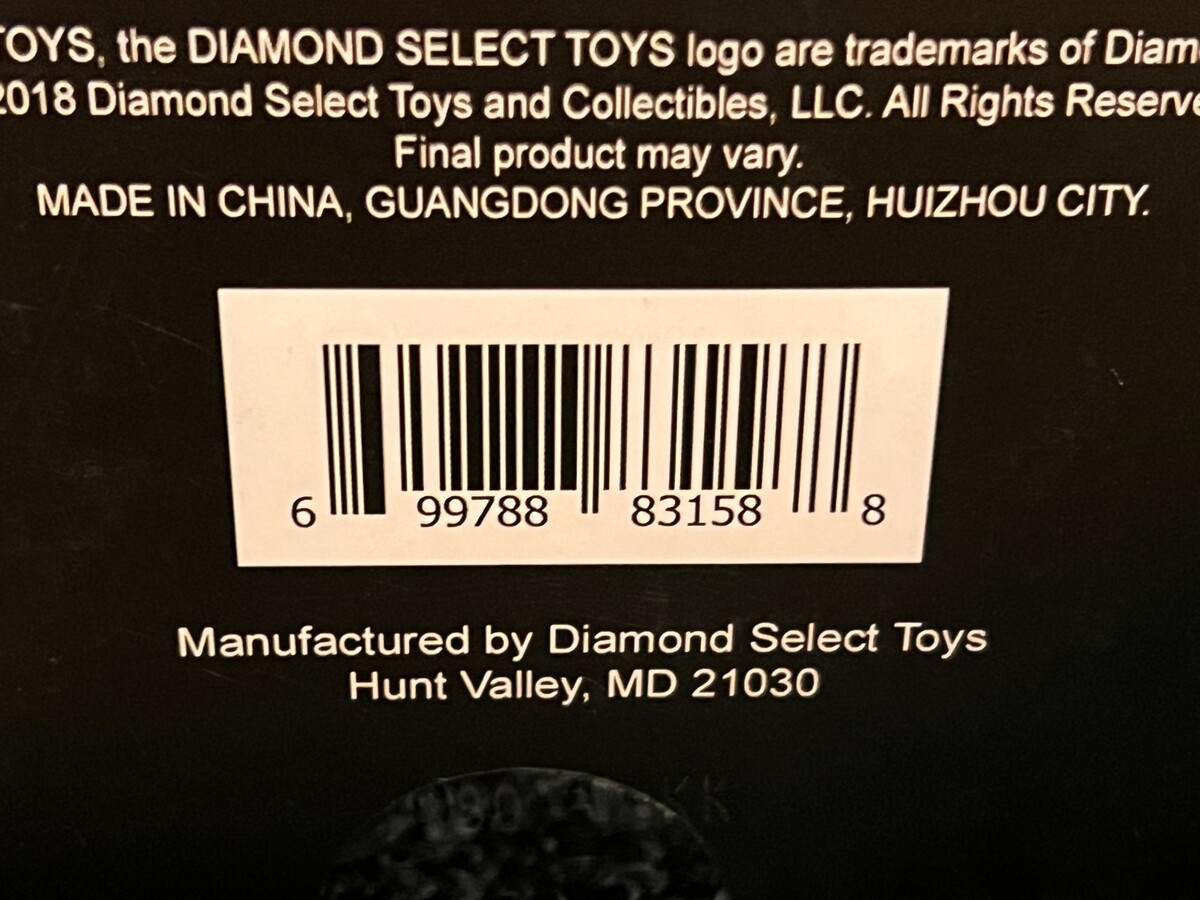 TOYS, the DIAMOND SELECT TOYS logo are trademarks of Diam
2018 Diamond Select Toys and Collectibles, LLC. All Rights Reserve
Final product may vary.
MADE IN CHINA, GUANGDONG PROVINCE, HUIZHOU CITY.
6 99788 83158 8
Manufactured by Diamond Select Toys
Hunt Valley, MD 21030